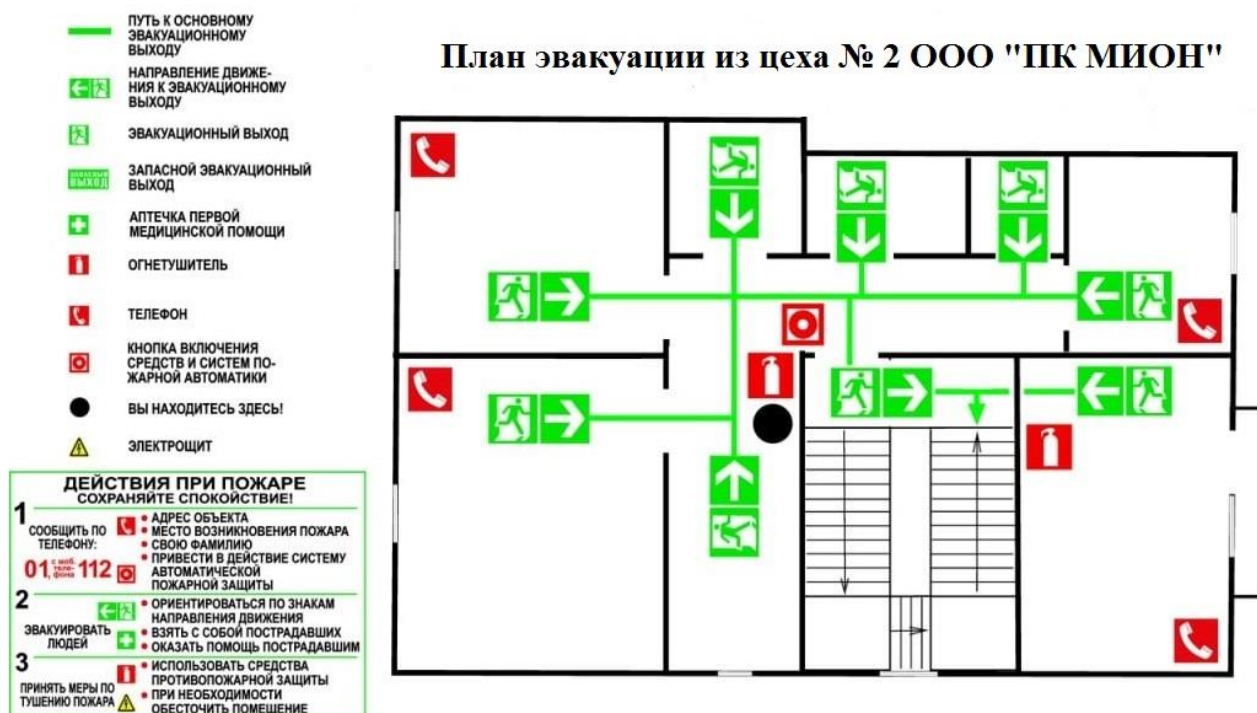 План эвакуации из цеха № 2 ООО "ПК МИОН"
ПУТЬ К ОСНОВНОМУ
ЭВАКУАЦИОННОМУ
ВЫХОДУ
НАПРАВЛЕНИЕ ДВИЖЕ-
НИЯ К ЭВАКУАЦИОННОМУ
ВЫХОДУ
ЭВАКУАЦИОННЫЙ ВЫХОД
ЗАПАСНЫЙ
ВЫХОД
ЗАПАСНОЙ ЭВАКУАЦИОННЫЙ
ВЫХОД
АПТЕЧКА ПЕРВОЙ
МЕДИЦИНСКОЙ ПОМОЩИ
ОГНЕТУШИТЕЛЬ
ТЕЛЕФОН
КНОПКА ВКЛЮЧЕНИЯ
СРЕДСТВ И СИСТЕМ ПО-
ЖАРНОЙ АВТОМАТИКИ
ВЫ НАХОДИТЕСЬ ЗДЕСЬ!
ЭЛЕКТРОЩИТ
ДЕЙСТВИЯ ПРИ ПОЖАРЕ
СОХРАНЯЙТЕ СПОКОЙСТВИЕ!
1
СООБЩИТЬ ПО
ТЕЛЕФОНУ:
01, с моб. теле- фона 112
• АДРЕС ОБЪЕКТА
• МЕСТО ВОЗНИКНОВЕНИЯ ПОЖАРА
• СВОЮ ФАМИЛИЮ
• ПРИВЕСТИ В ДЕЙСТВИЕ СИСТЕМУ
АВТОМАТИЧЕСКОЙ
ПОЖАРНОЙ ЗАЩИТЫ
2
ЭВАКУИРОВАТЬ
ЛЮДЕЙ
• ОРИЕНТИРОВАТЬСЯ ПО ЗНАКАМ
НАПРАВЛЕНИЯ ДВИЖЕНИЯ
• ВЗЯТЬ С СОБОЙ ПОСТРАДАВШИХ
• ОКАЗАТЬ ПОМОЩЬ ПОСТРАДАВШИМ
3
ПРИНЯТЬ МЕРЫ ПО
ТУШЕНИЮ ПОЖАРА
• ИСПОЛЬЗОВАТЬ СРЕДСТВА
ПРОТИВОПОЖАРНОЙ ЗАЩИТЫ
• ПРИ НЕОБХОДИМОСТИ
ОБЕСТОЧИТЬ ПОМЕЩЕНИЕ